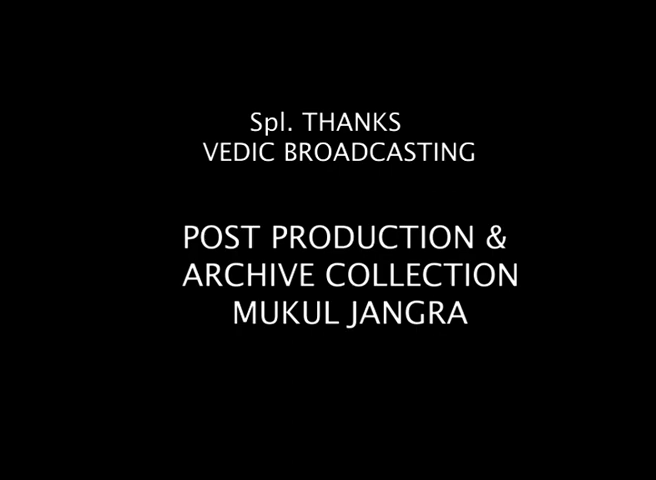 Spl. THANKS
VEDIC BROADCASTING
POST PRODUCTION &
ARCHIVE COLLECTION
MUKUL JANGRA